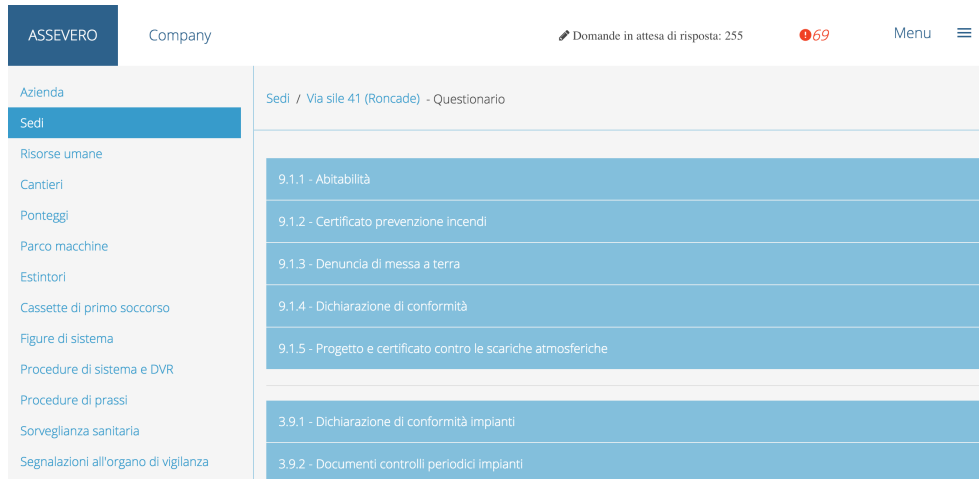 ASSEVERO
Company
Domande in attesa di risposta: 255
69
Menu
Azienda
Sedi
Risorse umane
Cantieri
Ponteggi
Parco macchine
Estintori
Cassette di primo soccorso
Figure di sistema
Procedure di sistema e DVR
Procedure di prassi
Sorveglianza sanitaria
Segnalazioni all'organo di vigilanza
Sedi / Via sile 41 (Roncade) - Questionario
9.1.1 - Abitabilità
9.1.2 - Certificato prevenzione incendi
9.1.3 - Denuncia di messa a terra
9.1.4 - Dichiarazione di conformità
9.1.5 - Progetto e certificato contro le scariche atmosferiche
3.9.1 - Dichiarazione di conformità impianti
3.9.2 - Documenti controlli periodici impianti